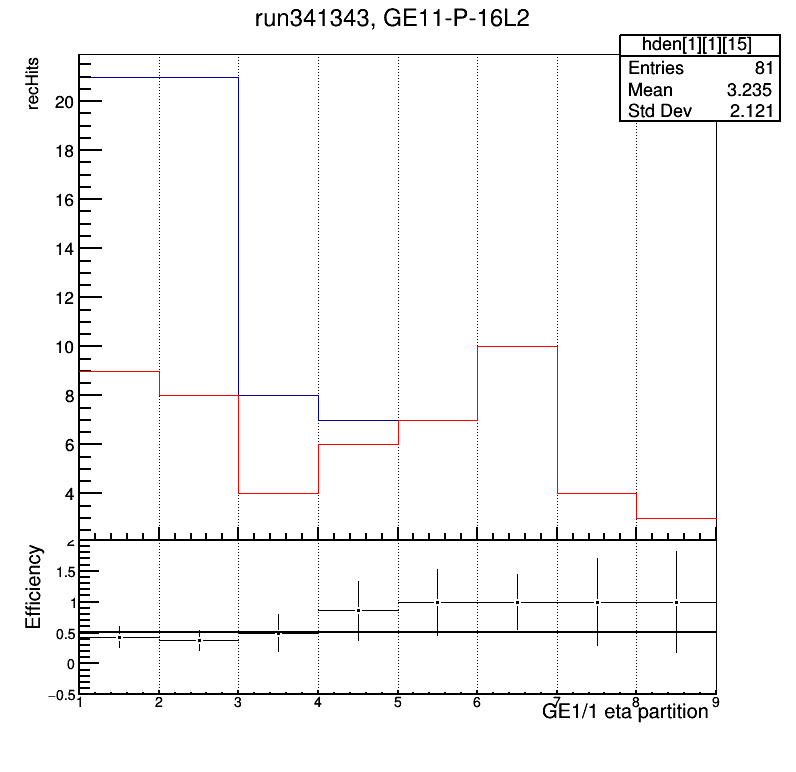 run341343, GE11-P-16L2
hden[1][1][15]
Entries 81
Mean 3.235
Std Dev 2.121
recHits
20
18
16
14
12
10
8
6
4
Efficiency
2
1.5
1
0.5
0
−0.5
1 2 3 4 5 6 7 8 9
GE1/1 eta partition